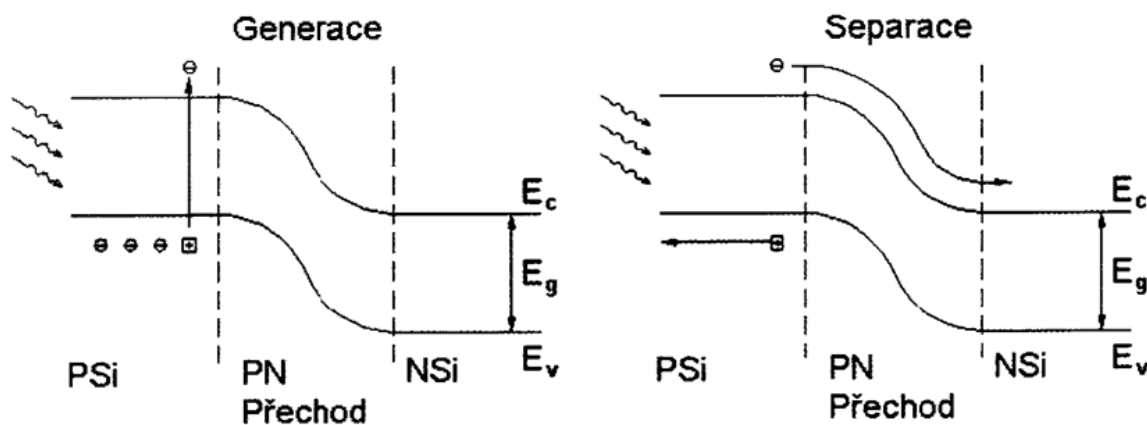 Generace
E_c
E_g
E_v
PSi
PN
Přechod
NSi
Separace
E_c
E_g
E_v
PSi
PN
Přechod
NSi